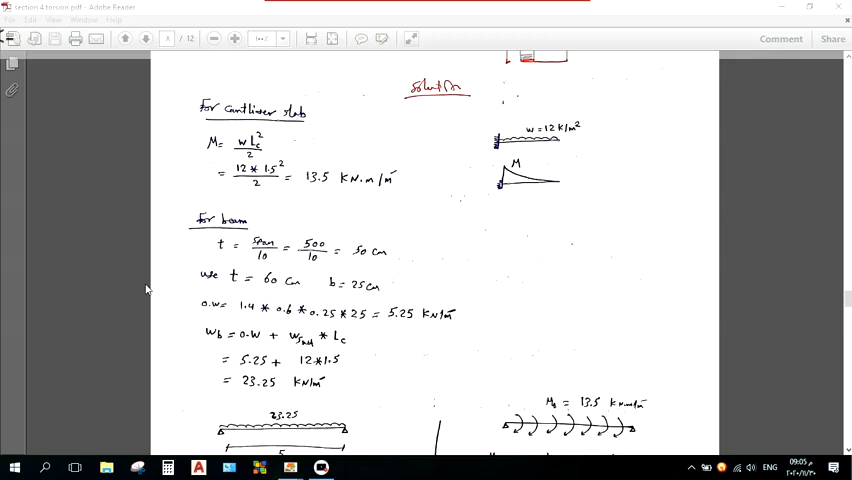 section 4 torsion.pdf - Adobe Reader
File Edit View Window Help
/ 12
Comment
Share
Solution
For cantilever slab
M = w Lc²/2
= 12 * 1.5²/2 = 13.5 KN.m/m'
w = 12 K/m²
M
For beam
t = span/10 = 500/10 = 50 cm
use t = 60 cm b = 25 cm
o.w = 1.4 * 0.6 * 0.25 * 25 = 5.25 KN/m'
wb = o.w + wslab * Lc
= 5.25 + 12*1.5
= 23.25 KN/m'
23.25
5
= 13.5 KN.m/m'
ENG
09:05 م
٢٠٢٠/١١/٣٠